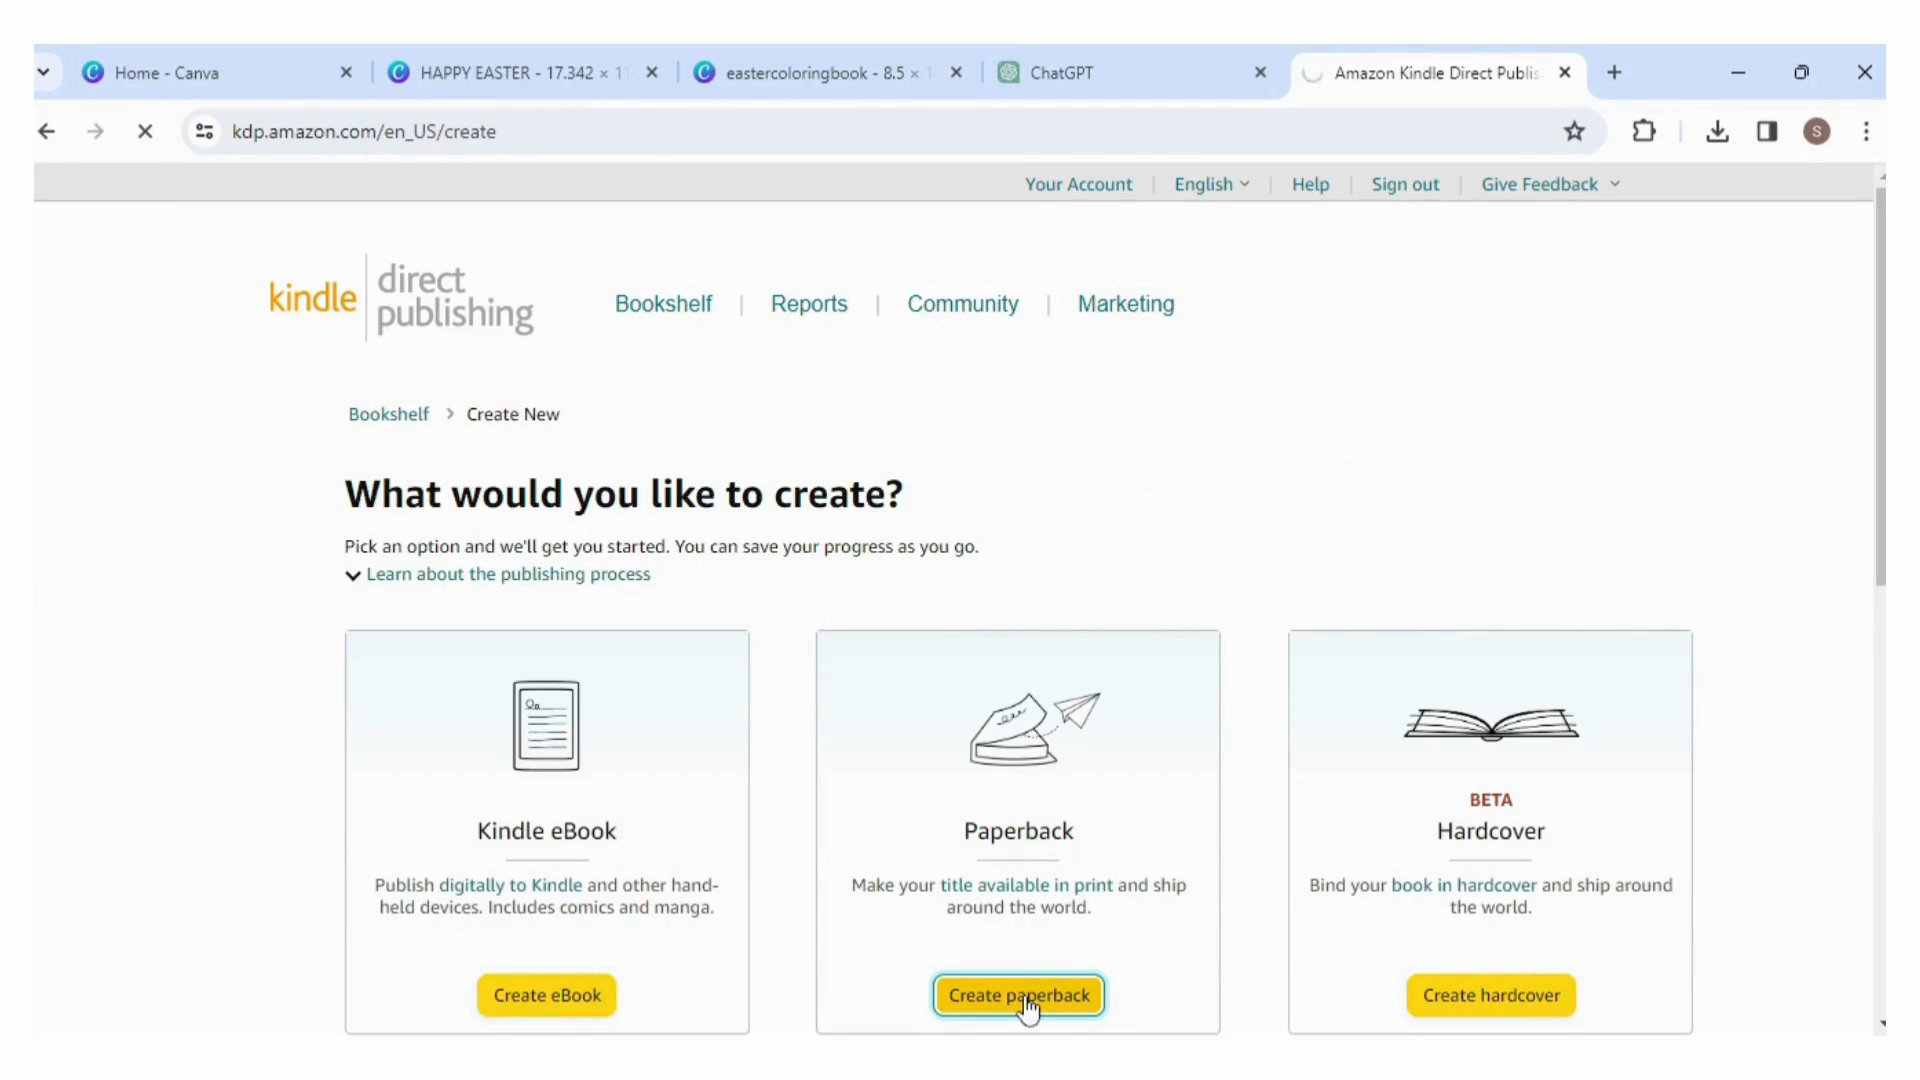 Home - Canva
HAPPY EASTER - 17.342 × 1
eastercoloringbook - 8.5 × 1
ChatGPT
Amazon Kindle Direct Publis
kdp.amazon.com/en_US/create
S
Your Account
English
Help
Sign out
Give Feedback
kindle direct publishing
Bookshelf
Reports
Community
Marketing
Bookshelf > Create New
What would you like to create?
Pick an option and we'll get you started. You can save your progress as you go.
Learn about the publishing process
Kindle eBook
Publish digitally to Kindle and other hand-
held devices. Includes comics and manga.
Create eBook
Paperback
Make your title available in print and ship
around the world.
Create paperback
BETA
Hardcover
Bind your book in hardcover and ship around
the world.
Create hardcover